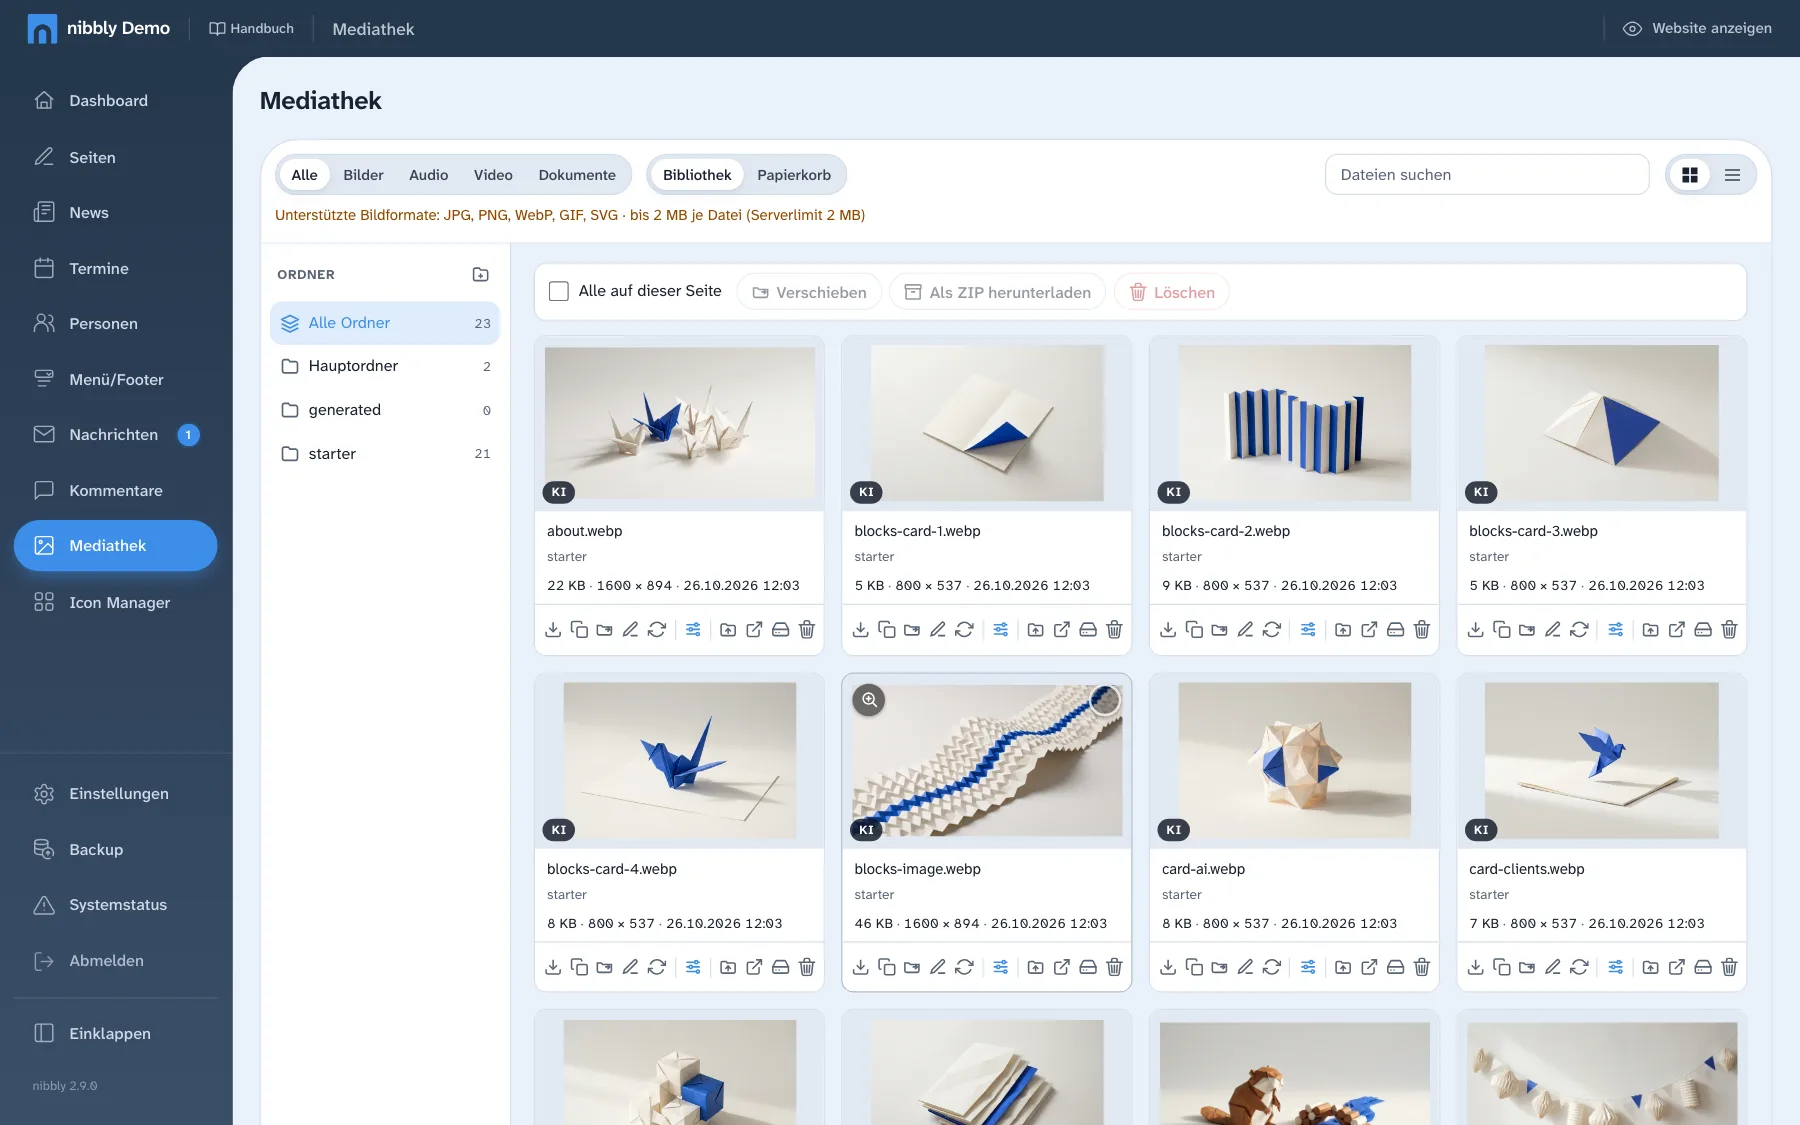 nibbly Demo
Handbuch
Mediathek
Website anzeigen
Dashboard
Seiten
News
Termine
Personen
Menü/Footer
Nachrichten 1
Kommentare
Mediathek
Icon Manager
Einstellungen
Backup
Systemstatus
Abmelden
Einklappen
nibbly 2.9.0
Mediathek
Alle Bilder Audio Video Dokumente
Bibliothek Papierkorb
Dateien suchen
Unterstützte Bildformate: JPG, PNG, WebP, GIF, SVG · bis 2 MB je Datei (Serverlimit 2 MB)
ORDNER
Alle Ordner 23
Hauptordner 2
generated 0
starter 21
Alle auf dieser Seite
Verschieben
Als ZIP herunterladen
Löschen
KI
about.webp
starter
22 KB · 1600 × 894 · 26.10.2026 12:03
KI
blocks-card-1.webp
starter
5 KB · 800 × 537 · 26.10.2026 12:03
KI
blocks-card-2.webp
starter
9 KB · 800 × 537 · 26.10.2026 12:03
KI
blocks-card-3.webp
starter
5 KB · 800 × 537 · 26.10.2026 12:03
KI
blocks-card-4.webp
starter
8 KB · 800 × 537 · 26.10.2026 12:03
KI
blocks-image.webp
starter
46 KB · 1600 × 894 · 26.10.2026 12:03
KI
card-ai.webp
starter
8 KB · 800 × 537 · 26.10.2026 12:03
KI
card-clients.webp
starter
7 KB · 800 × 537 · 26.10.2026 12:03